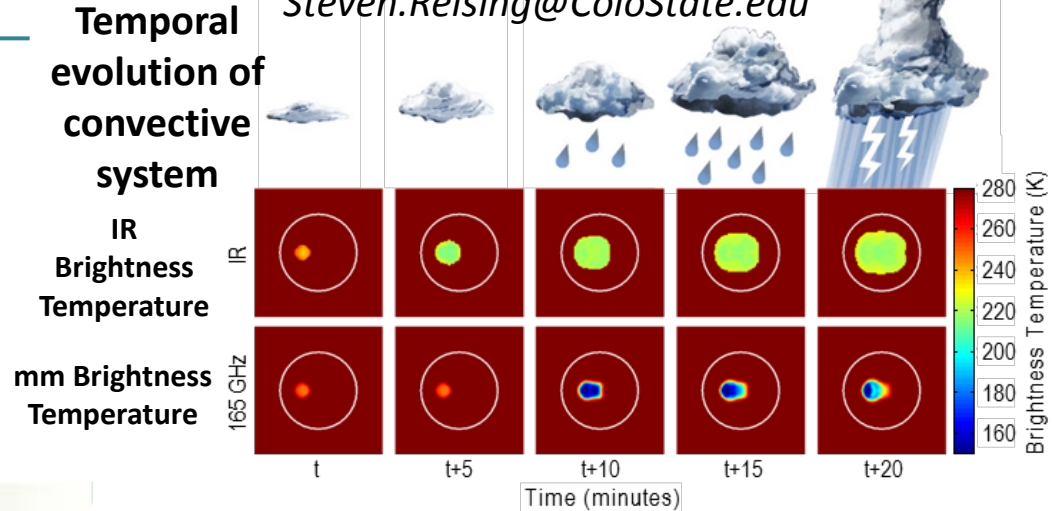 Steven.Reising@ColoState.edu
Temporal
evolution of
convective
system
IR
Brightness
Temperature
IR
mm Brightness
Temperature
165 GHz
t
t+5
t+10
t+15
t+20
Time (minutes)
280
260
240
220
200
180
160
Brightness Temperature (K)